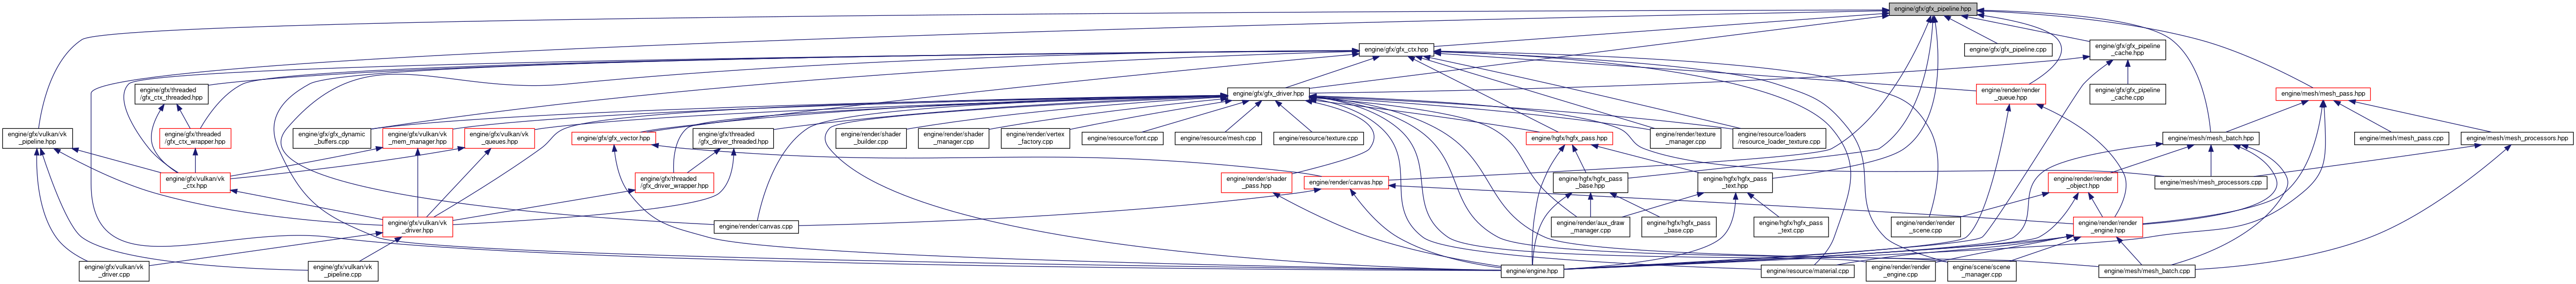 engine/gfx/gfx_pipeline.hpp
engine/gfx/gfx_ctx.hpp
engine/gfx/gfx_pipeline.cpp
engine/gfx/gfx_pipeline
_cache.hpp
engine/gfx/threaded
/gfx_ctx_threaded.hpp
engine/gfx/gfx_driver.hpp
engine/render/render
_queue.hpp
engine/gfx/gfx_pipeline
_cache.cpp
engine/mesh/mesh_pass.hpp
engine/gfx/vulkan/vk
_pipeline.hpp
engine/gfx/threaded
/gfx_ctx_wrapper.hpp
engine/gfx/gfx_dynamic
_buffers.cpp
engine/gfx/vulkan/vk
_mem_manager.hpp
engine/gfx/vulkan/vk
_queues.hpp
engine/gfx/gfx_vector.hpp
engine/gfx/threaded
/gfx_driver_threaded.hpp
engine/render/shader
_builder.cpp
engine/render/shader
_manager.cpp
engine/render/vertex
_factory.cpp
engine/resource/font.cpp
engine/resource/mesh.cpp
engine/resource/texture.cpp
engine/hgfx/hgfx_pass.hpp
engine/render/texture
_manager.cpp
engine/resource/loaders
/resource_loader_texture.cpp
engine/mesh/mesh_batch.hpp
engine/mesh/mesh_pass.cpp
engine/mesh/mesh_processors.hpp
engine/gfx/vulkan/vk
_ctx.hpp
engine/gfx/threaded
/gfx_driver_wrapper.hpp
engine/render/shader
_pass.hpp
engine/render/canvas.hpp
engine/hgfx/hgfx_pass
_base.hpp
engine/hgfx/hgfx_pass
_text.hpp
engine/render/render
_object.hpp
engine/mesh/mesh_processors.cpp
engine/gfx/vulkan/vk
_driver.hpp
engine/render/canvas.cpp
engine/render/aux_draw
_manager.cpp
engine/hgfx/hgfx_pass
_base.cpp
engine/hgfx/hgfx_pass
_text.cpp
engine/render/render
_scene.cpp
engine/render/render
_engine.hpp
engine/gfx/vulkan/vk
_driver.cpp
engine/gfx/vulkan/vk
_pipeline.cpp
engine/engine.hpp
engine/resource/material.cpp
engine/render/render
_engine.cpp
engine/scene/scene
_manager.cpp
engine/mesh/mesh_batch.cpp